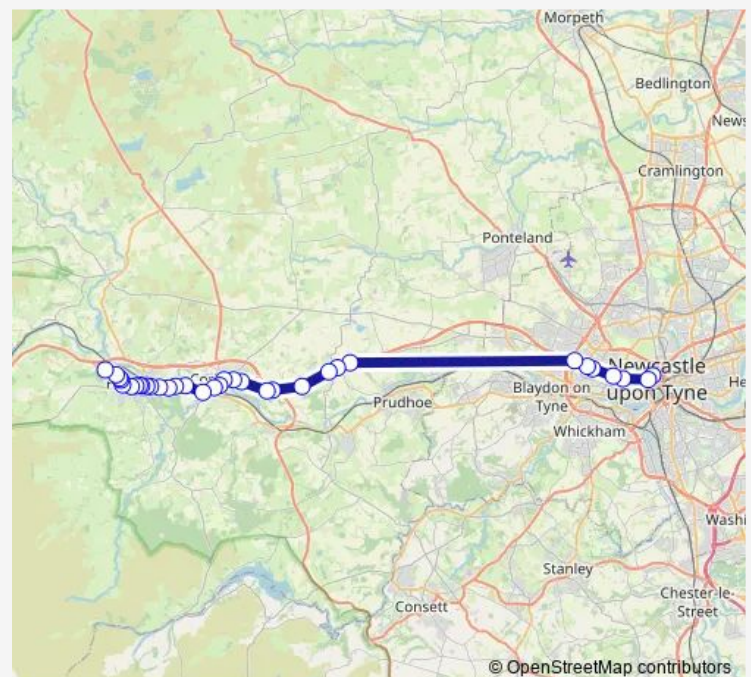 Morpeth
Bedlington
News
Cramlington
Ponteland
Newcastle
upon Tyne
Co
He
Blaydon on
Tyne
Prudhoe
Whickham
Washi
Stanley
Chester-le-
Street
Consett
© OpenStreetMap contributors